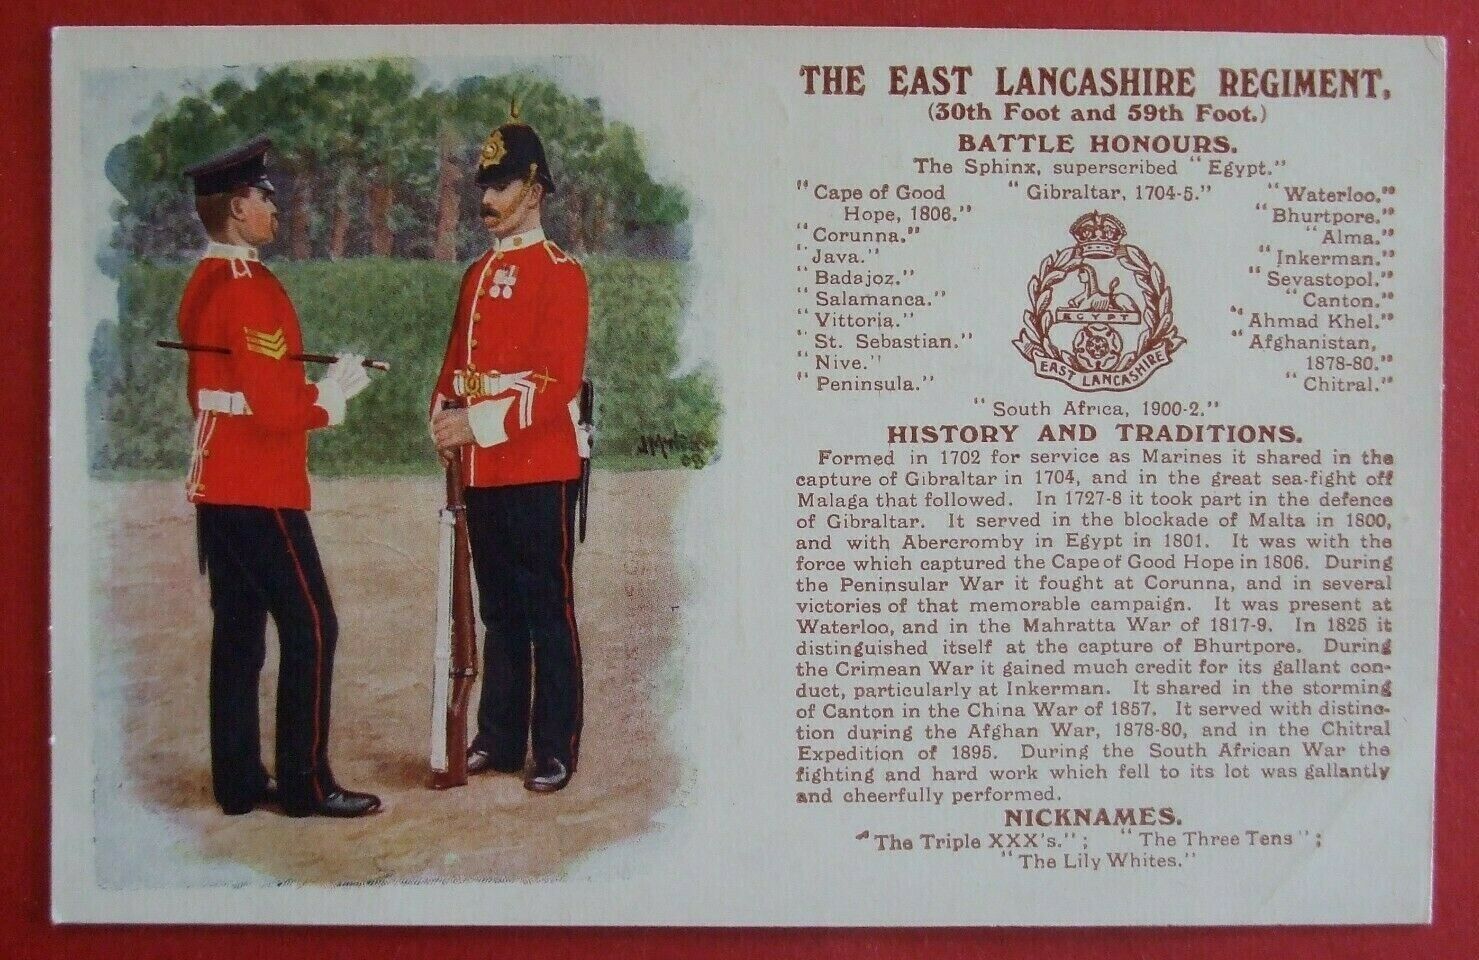 THE EAST LANCASHIRE REGIMENT,
(30th Foot and 59th Foot.)
BATTLE HONOURS.
The Sphinx, superscribed "Egypt."
"Cape of Good
Hope, 1806."
"Corunna."
"Java."
"Badajoz."
"Salamanca."
"Vittoria."
"St. Sebastian."
"Nive."
"Peninsula."
"Gibraltar, 1704-5."
EGYPT
EAST LANCASHIRE
"Waterloo."
"Bhurtpore."
"Alma."
"Inkerman."
"Sevastopol."
"Canton."
"Ahmad Khel."
"Afghanistan,
1878-80."
"Chitral."
"South Africa, 1900-2."
HISTORY AND TRADITIONS.
Formed in 1702 for service as Marines it shared in the
capture of Gibraltar in 1704, and in the great sea-fight off
Malaga that followed. In 1727-8 it took part in the defence
of Gibraltar. It served in the blockade of Malta in 1800,
and with Abercromby in Egypt in 1801. It was with the
force which captured the Cape of Good Hope in 1806. During
the Peninsular War it fought at Corunna, and in several
victories of that memorable campaign. It was present at
Waterloo, and in the Mahratta War of 1817-9. In 1825 it
distinguished itself at the capture of Bhurtpore. During
the Crimean War it gained much credit for its gallant con-
duct, particularly at Inkerman. It shared in the storming
of Canton in the China War of 1857. It served with distinc-
tion during the Afghan War, 1878-80, and in the Chitral
Expedition of 1895. During the South African War the
fighting and hard work which fell to its lot was gallantly
and cheerfully performed.
NICKNAMES.
"The Triple XXX's."; "The Three Tens";
"The Lily Whites."
08